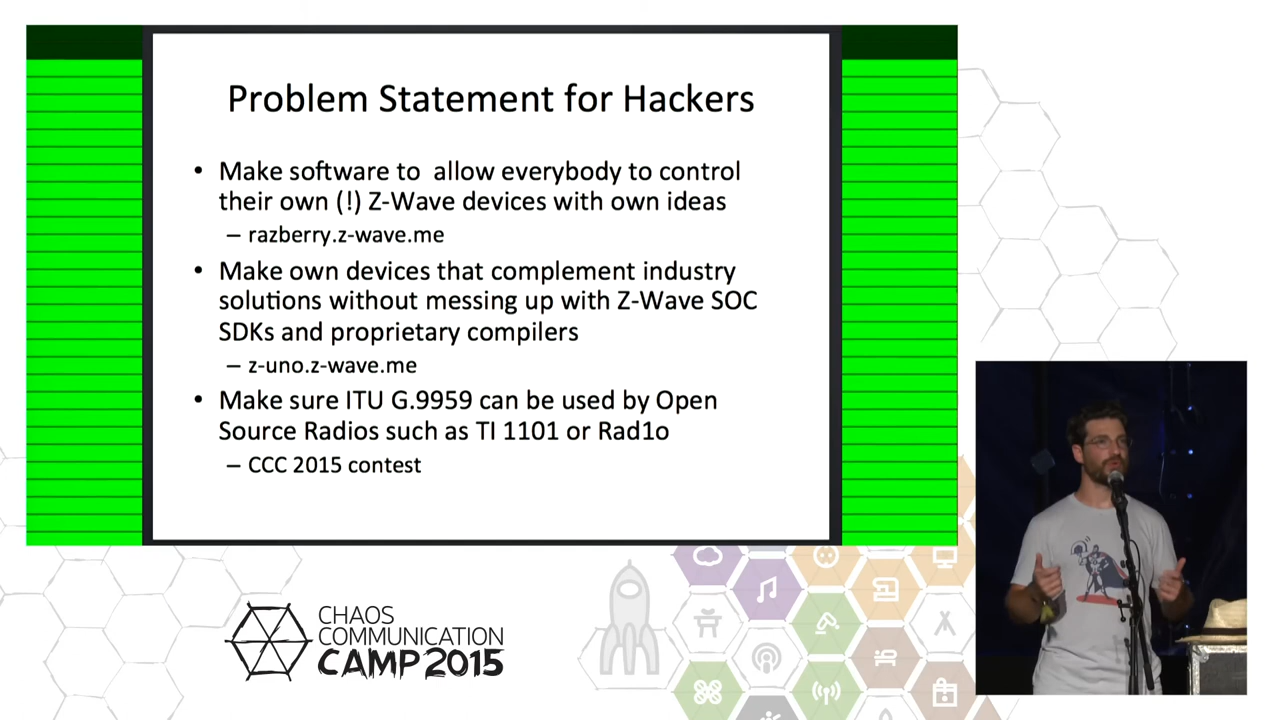 Problem Statement for Hackers
• Make software to  allow everybody to control
their own (!) Z-Wave devices with own ideas
– razberry.z-wave.me
• Make own devices that complement industry
solutions without messing up with Z-Wave SOC
SDKs and proprietary compilers
– z-uno.z-wave.me
• Make sure ITU G.9959 can be used by Open
Source Radios such as TI 1101 or Rad1o
– CCC 2015 contest
CHAOS
COMMUNICATION
CAMP 2015